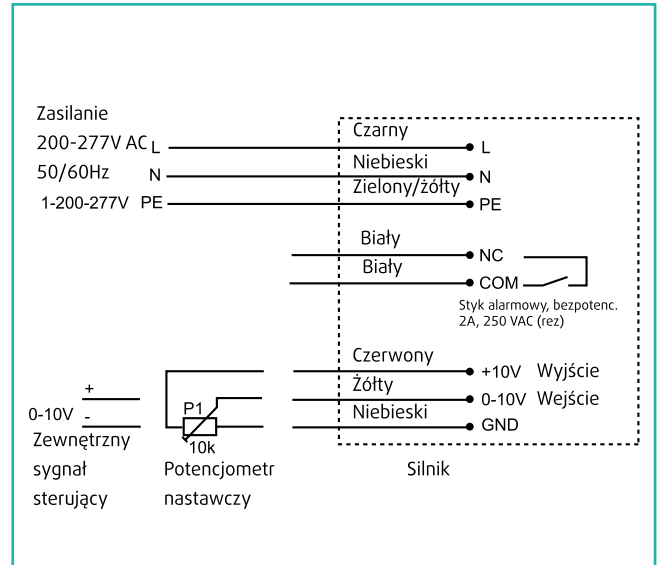 Zasilanie
200-277V AC L Czarny L
50/60Hz N Niebieski N
1-200-277V PE Zielony/żółty PE
Biały NC
Biały COM
Styk alarmowy, bezpotenc.
2A, 250 VAC (rez)
Czerwony +10V Wyjście
+ Żółty 0-10V Wejście
0-10V - P1 Niebieski GND
10k
Zewnętrzny
sygnał
sterujący
Potencjometr
nastawczy
Silnik